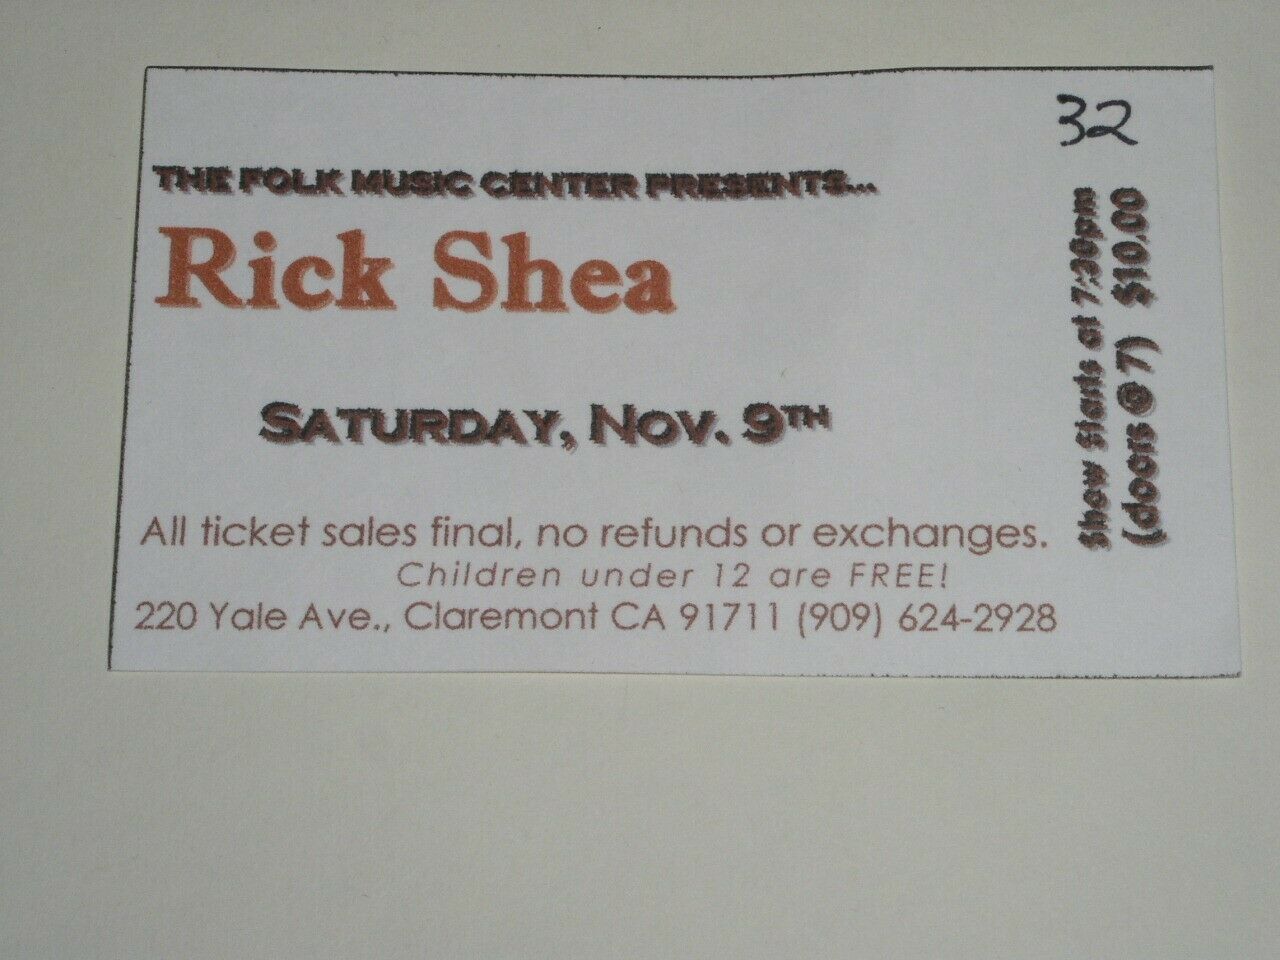 32
THE FOLK MUSIC CENTER PRESENTS...
Rick Shea
SATURDAY, NOV. 9TH
All ticket sales final, no refunds or exchanges.
Children under 12 are FREE!
220 Yale Ave., Claremont CA 91711 (909) 624-2928
Show Starts at 7:30pm
(doors @ 7) $10.00